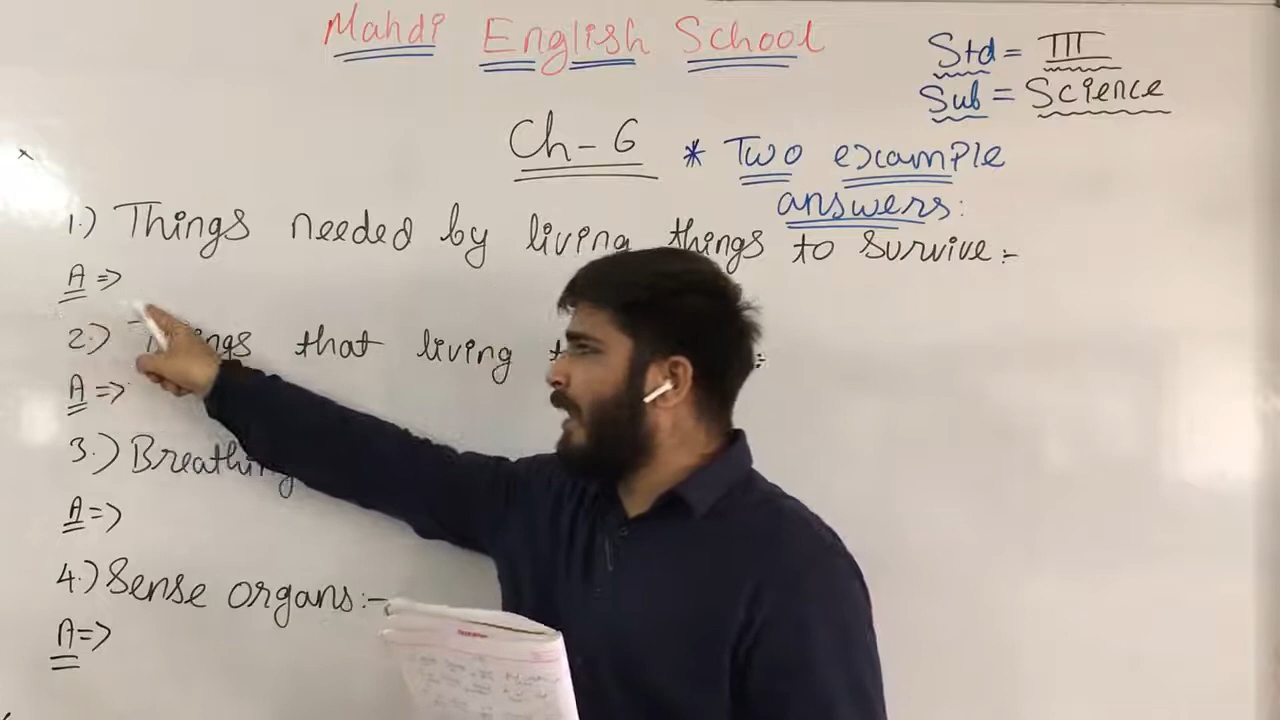 Mahdi English School
Std = III
Sub = Science
Ch-6 * Two example
answers:
1.) Things needed by living things to survive:-
A =>
2.) Things that living
A =>
3.) Breathing
A =>
4.) Sense organs:-
A =>